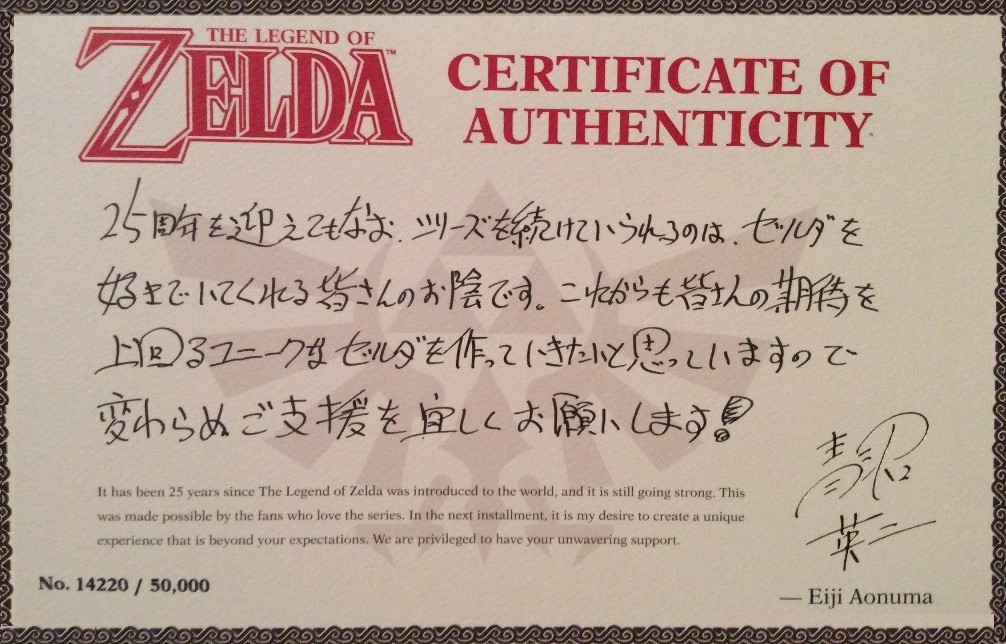 THE LEGEND OF
ZELDA™
CERTIFICATE OF
AUTHENTICITY
25周年を迎えてもなお、シリーズを続けていられるのは、ゼルダを
好きでいてくれる皆さんのお陰です。これからも皆さんの期待を
上回るユニークなゼルダを作っていきたいと思っていますので
変わらぬご支援を宜しくお願いします!
青沼
英二
It has been 25 years since The Legend of Zelda was introduced to the world, and it is still going strong. This
was made possible by the fans who love the series. In the next installment, it is my desire to create a unique
experience that is beyond your expectations. We are privileged to have your unwavering support.
No. 14220 / 50,000
— Eiji Aonuma